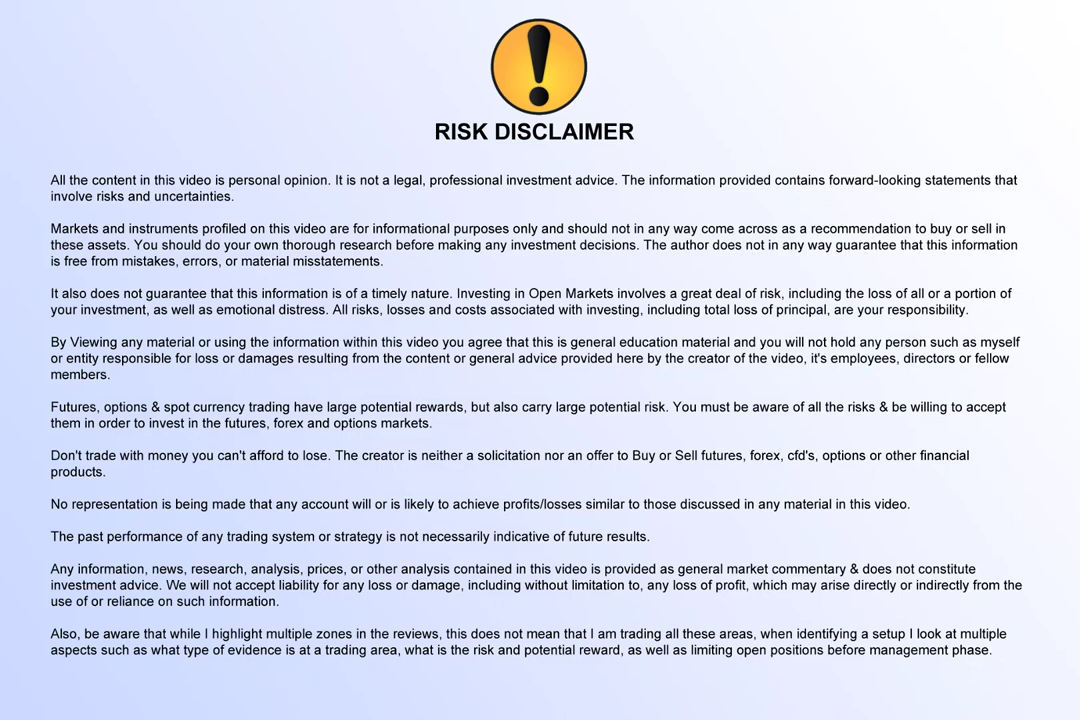 RISK DISCLAIMER
All the content in this video is personal opinion. It is not a legal, professional investment advice. The information provided contains forward-looking statements that
involve risks and uncertainties.
Markets and instruments profiled on this video are for informational purposes only and should not in any way come across as a recommendation to buy or sell in
these assets. You should do your own thorough research before making any investment decisions. The author does not in any way guarantee that this information
is free from mistakes, errors, or material misstatements.
It also does not guarantee that this information is of a timely nature. Investing in Open Markets involves a great deal of risk, including the loss of all or a portion of
your investment, as well as emotional distress. All risks, losses and costs associated with investing, including total loss of principal, are your responsibility.
By Viewing any material or using the information within this video you agree that this is general education material and you will not hold any person such as myself
or entity responsible for loss or damages resulting from the content or general advice provided here by the creator of the video, it's employees, directors or fellow
members.
Futures, options & spot currency trading have large potential rewards, but also carry large potential risk. You must be aware of all the risks & be willing to accept
them in order to invest in the futures, forex and options markets.
Don't trade with money you can't afford to lose. The creator is neither a solicitation nor an offer to Buy or Sell futures, forex, cfd's, options or other financial
products.
No representation is being made that any account will or is likely to achieve profits/losses similar to those discussed in any material in this video.
The past performance of any trading system or strategy is not necessarily indicative of future results.
Any information, news, research, analysis, prices, or other analysis contained in this video is provided as general market commentary & does not constitute
investment advice. We will not accept liability for any loss or damage, including without limitation to, any loss of profit, which may arise directly or indirectly from the
use of or reliance on such information.
Also, be aware that while I highlight multiple zones in the reviews, this does not mean that I am trading all these areas, when identifying a setup I look at multiple
aspects such as what type of evidence is at a trading area, what is the risk and potential reward, as well as limiting open positions before management phase.